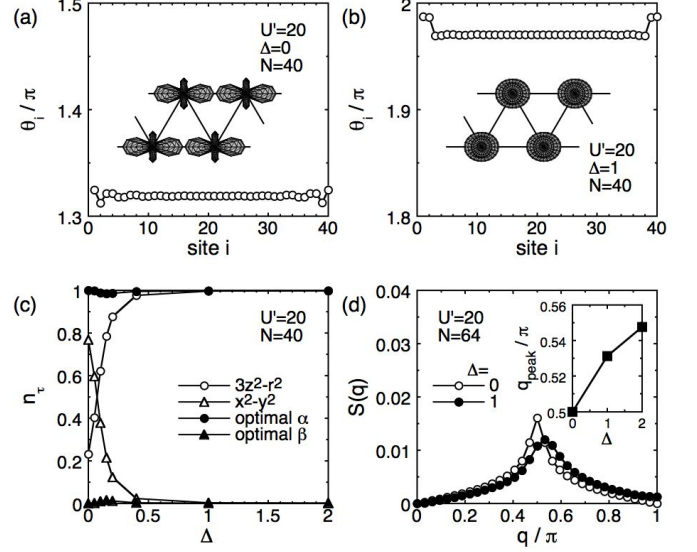 (a)
1.5
1.4
1.3
θi / π
U'=20
Δ=0
N=40
0 10 20 30 40
site i
(b)
2
1.9
1.8
θi / π
U'=20
Δ=1
N=40
0 10 20 30 40
site i
(c)
1
0.8
0.6
0.4
0.2
0
nτ
U'=20
N=40
3z²-r²
x²-y²
optimal α
optimal β
0 0.5 1 1.5 2
Δ
(d)
0.04
0.03
0.02
0.01
0
S(q)
U'=20
N=64
Δ=
0
1
0.56
0.54
0.52
0.5
qpeak / π
0 1 2
Δ
0 0.2 0.4 0.6 0.8 1
q / π